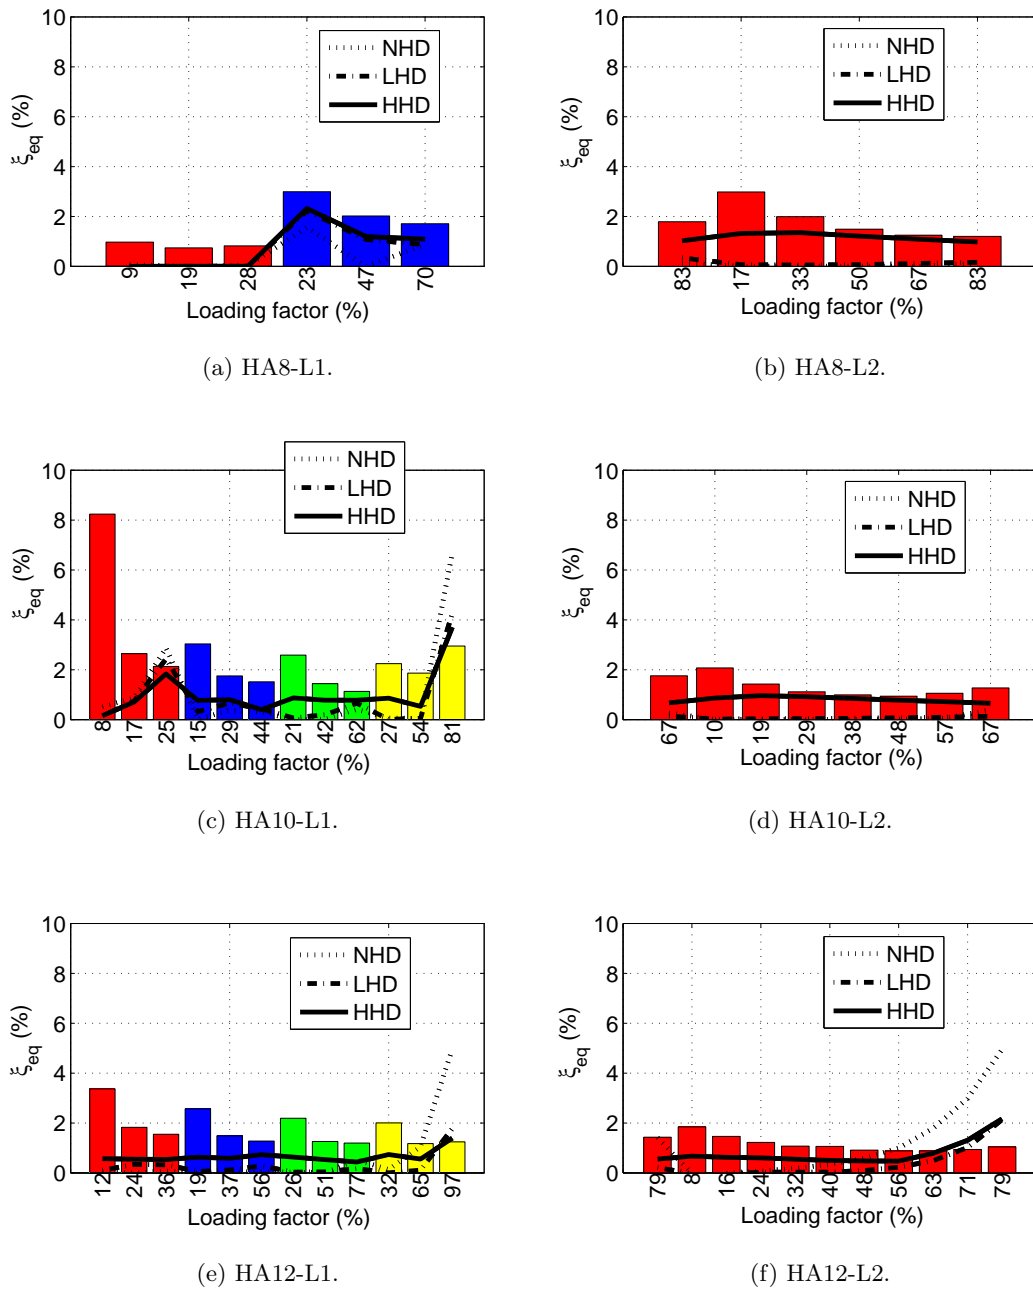 10
8
6
4
2
0
ξeq (%)
NHD
LHD
HHD
9 19 28 23 47 70
Loading factor (%)
(a) HA8-L1.
10
8
6
4
2
0
ξeq (%)
NHD
LHD
HHD
83 17 33 50 67 83
Loading factor (%)
(b) HA8-L2.
10
8
6
4
2
0
ξeq (%)
NHD
LHD
HHD
8 17 25 15 29 44 21 42 62 27 54 81
Loading factor (%)
(c) HA10-L1.
10
8
6
4
2
0
ξeq (%)
NHD
LHD
HHD
67 10 19 29 38 48 57 67
Loading factor (%)
(d) HA10-L2.
10
8
6
4
2
0
ξeq (%)
NHD
LHD
HHD
12 24 36 19 37 56 26 51 77 32 65 97
Loading factor (%)
(e) HA12-L1.
10
8
6
4
2
0
ξeq (%)
NHD
LHD
HHD
79 8 16 24 32 40 48 56 63 71 79
Loading factor (%)
(f) HA12-L2.